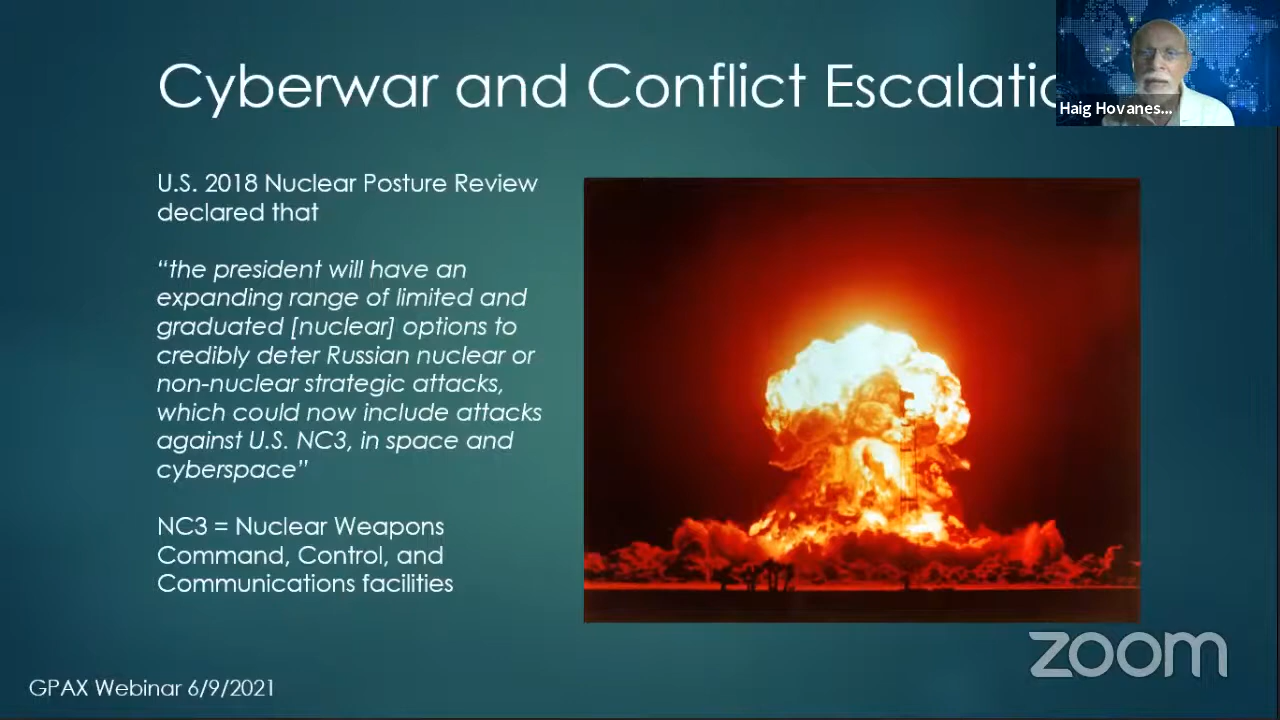 Cyberwar and Conflict Escalatio
Haig Hovanes...
U.S. 2018 Nuclear Posture Review
declared that
“the president will have an
expanding range of limited and
graduated [nuclear] options to
credibly deter Russian nuclear or
non-nuclear strategic attacks,
which could now include attacks
against U.S. NC3, in space and
cyberspace”
NC3 = Nuclear Weapons
Command, Control, and
Communications facilities
zoom
GPAX Webinar 6/9/2021